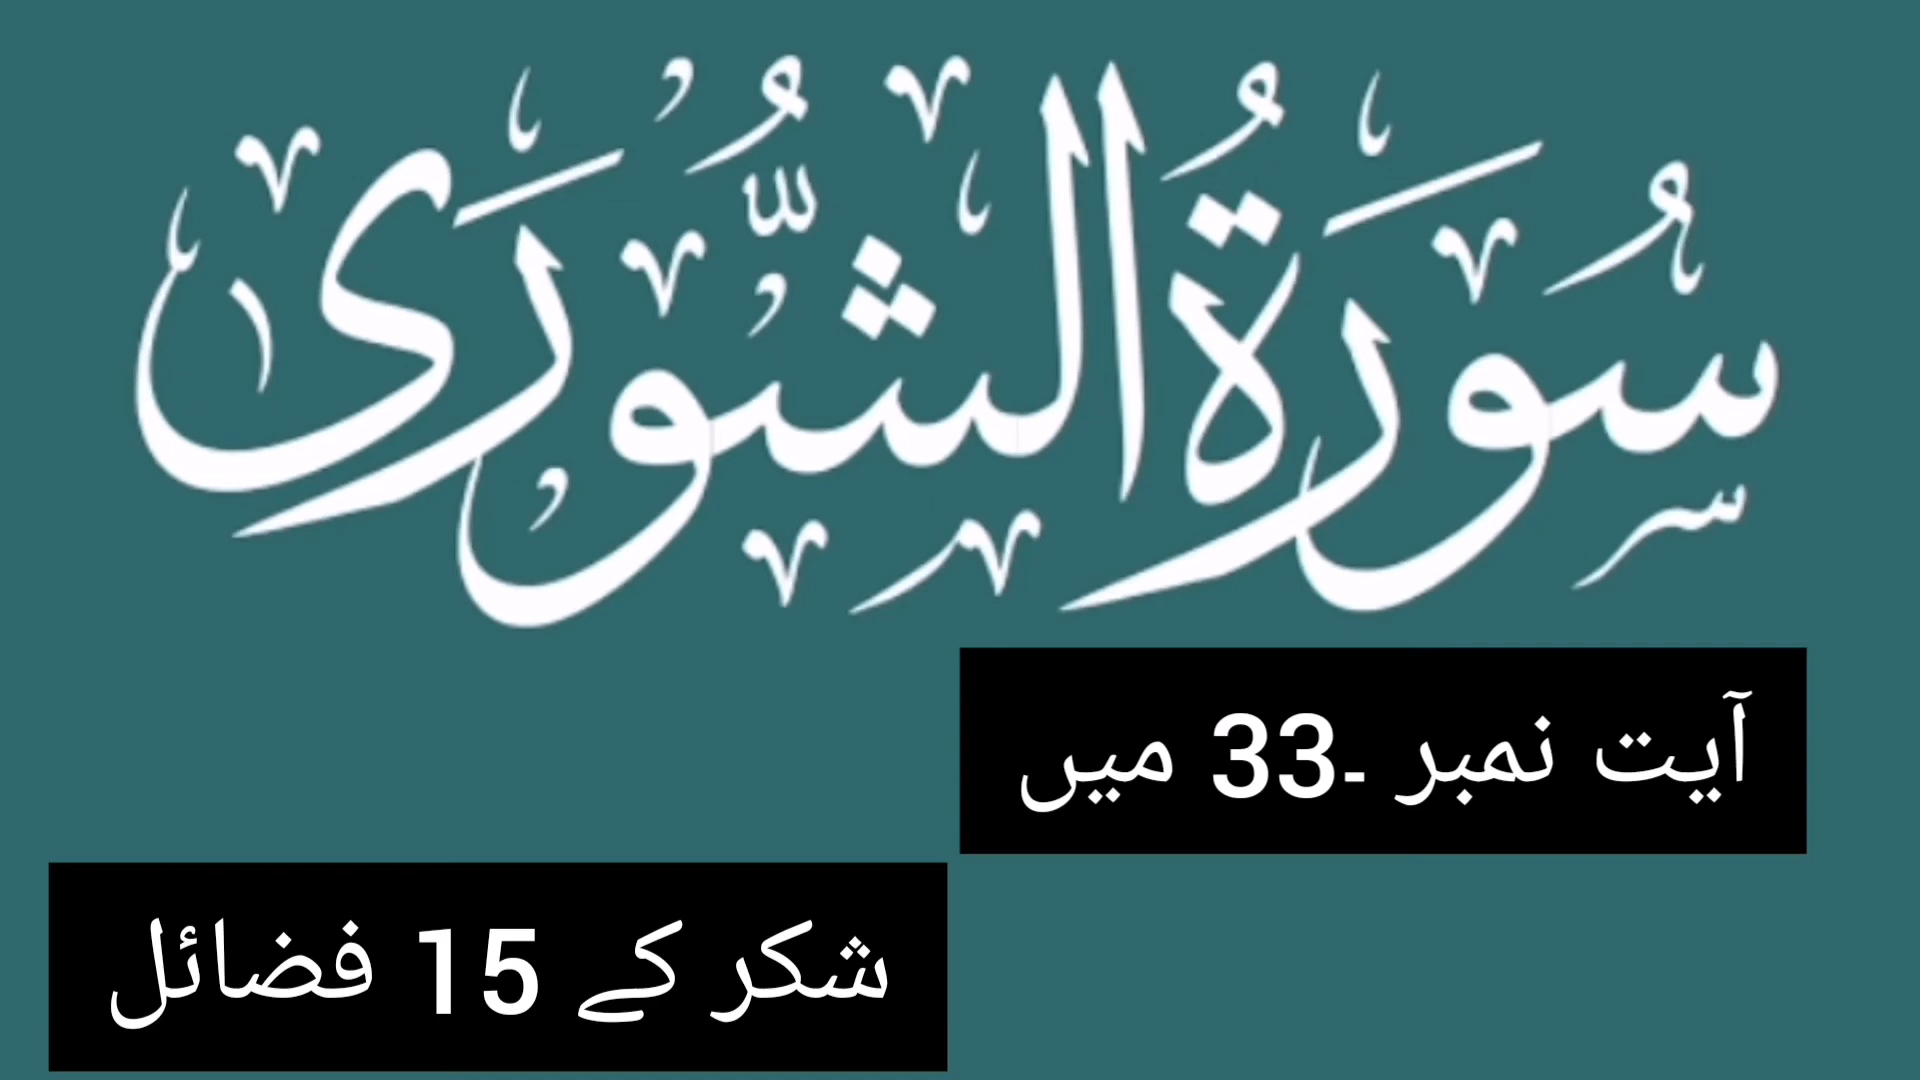 سُورَةُ الشُّورَى
آیت نمبر ۔33 میں
شکر کے 15 فضائل